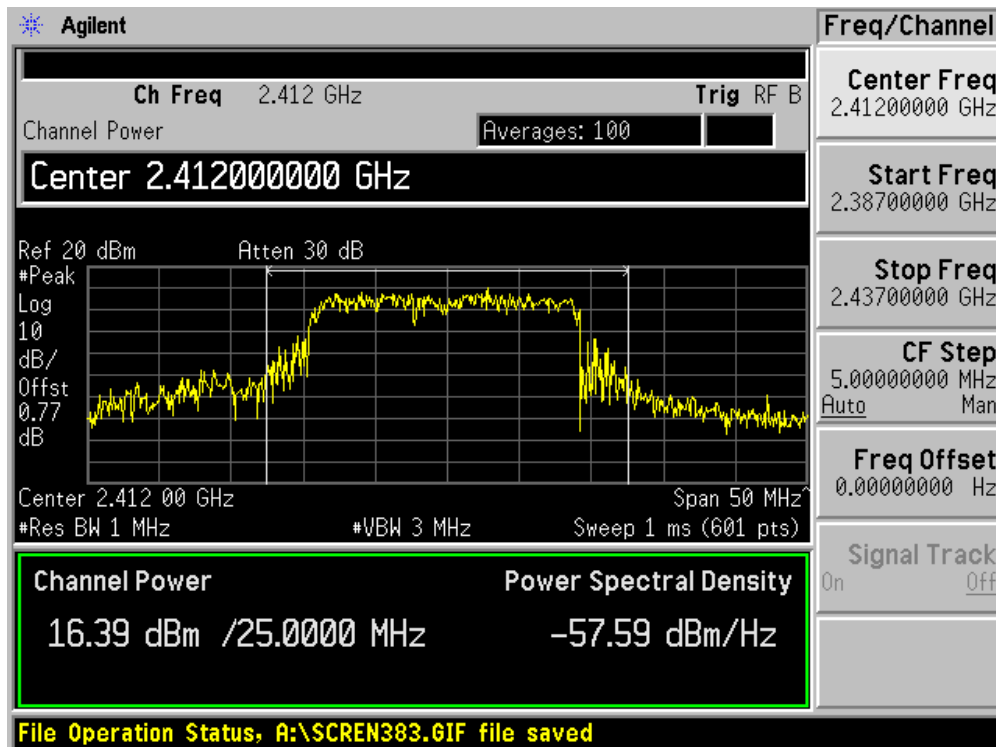 Agilent
Freq/Channel
Ch Freq 2.412 GHz Trig RF B
Channel Power Averages: 100
Center 2.412000000 GHz
Ref 20 dBm Atten 30 dB
#Peak
Log
10
dB/
Offst
0.77
dB
Center 2.412 00 GHz Span 50 MHz^
#Res BW 1 MHz #VBW 3 MHz Sweep 1 ms (601 pts)
Channel Power Power Spectral Density
16.39 dBm /25.0000 MHz -57.59 dBm/Hz
File Operation Status, A:\SCREN383.GIF file saved
Center Freq
2.41200000 GHz
Start Freq
2.38700000 GHz
Stop Freq
2.43700000 GHz
CF Step
5.00000000 MHz
Auto Man
Freq Offset
0.00000000 Hz
Signal Track
On Off